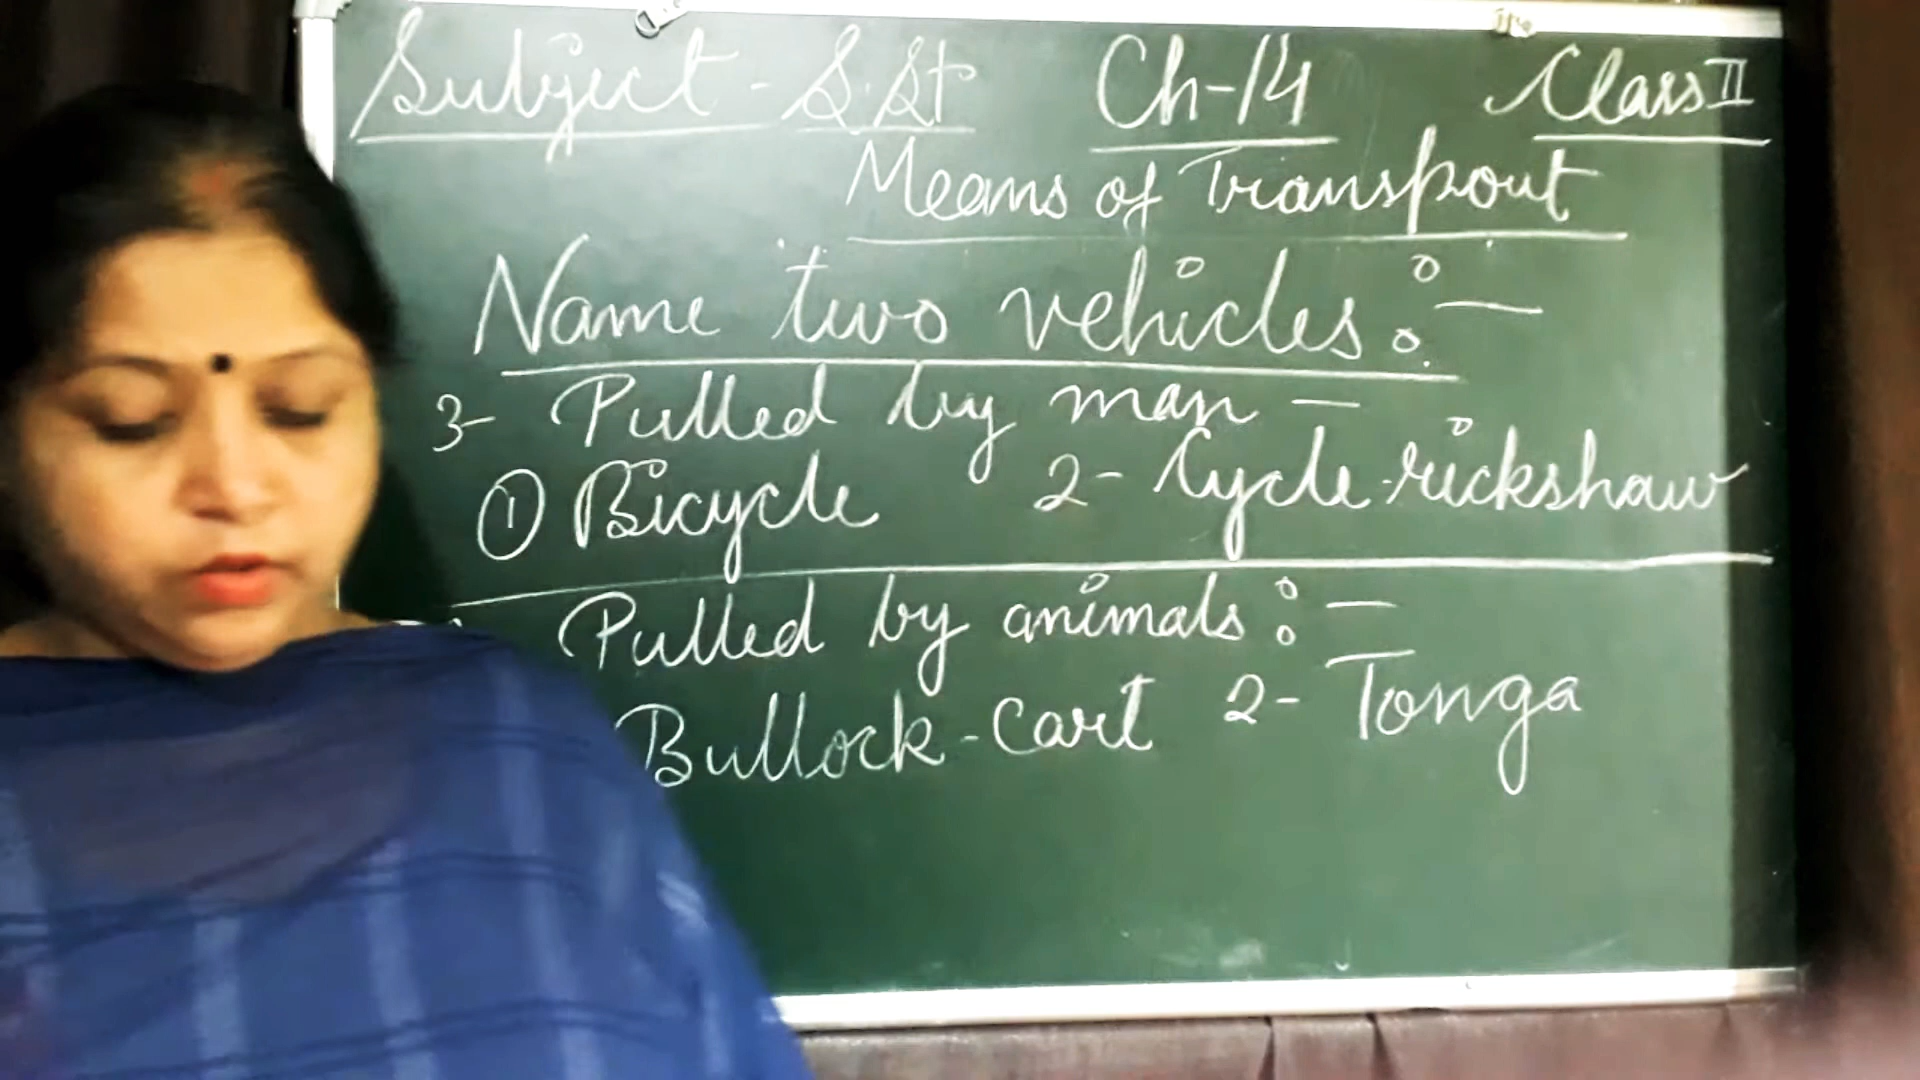 Subject - S.St Ch-14 Class II
Means of Transport
Name two vehicles :-
3- Pulled by man -
① Bicycle 2- Cycle-rickshaw
Pulled by animals :-
Bullock-Cart 2- Tonga